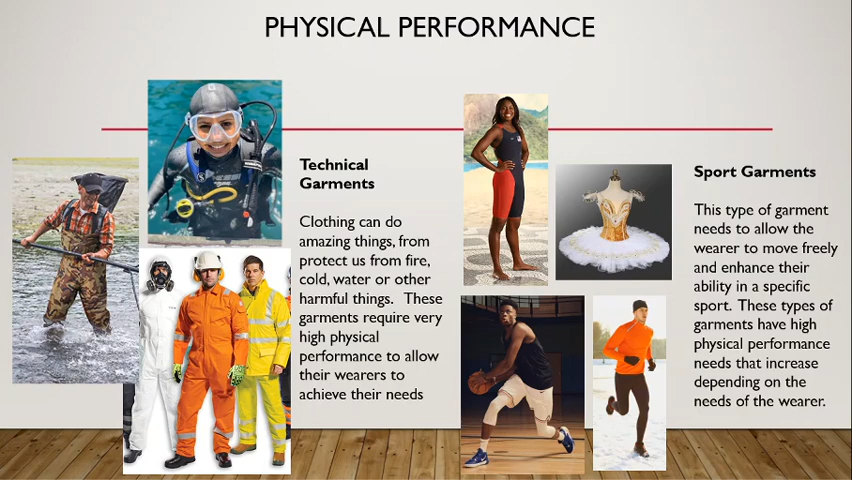 PHYSICAL PERFORMANCE
Technical
Garments
Clothing can do
amazing things, from
protect us from fire,
cold, water or other
harmful things.  These
garments require very
high physical
performance to allow
their wearers to
achieve their needs
Sport Garments
This type of garment
needs to allow the
wearer to move freely
and enhance their
ability in a specific
sport. These types of
garments have high
physical performance
needs that increase
depending on the
needs of the wearer.